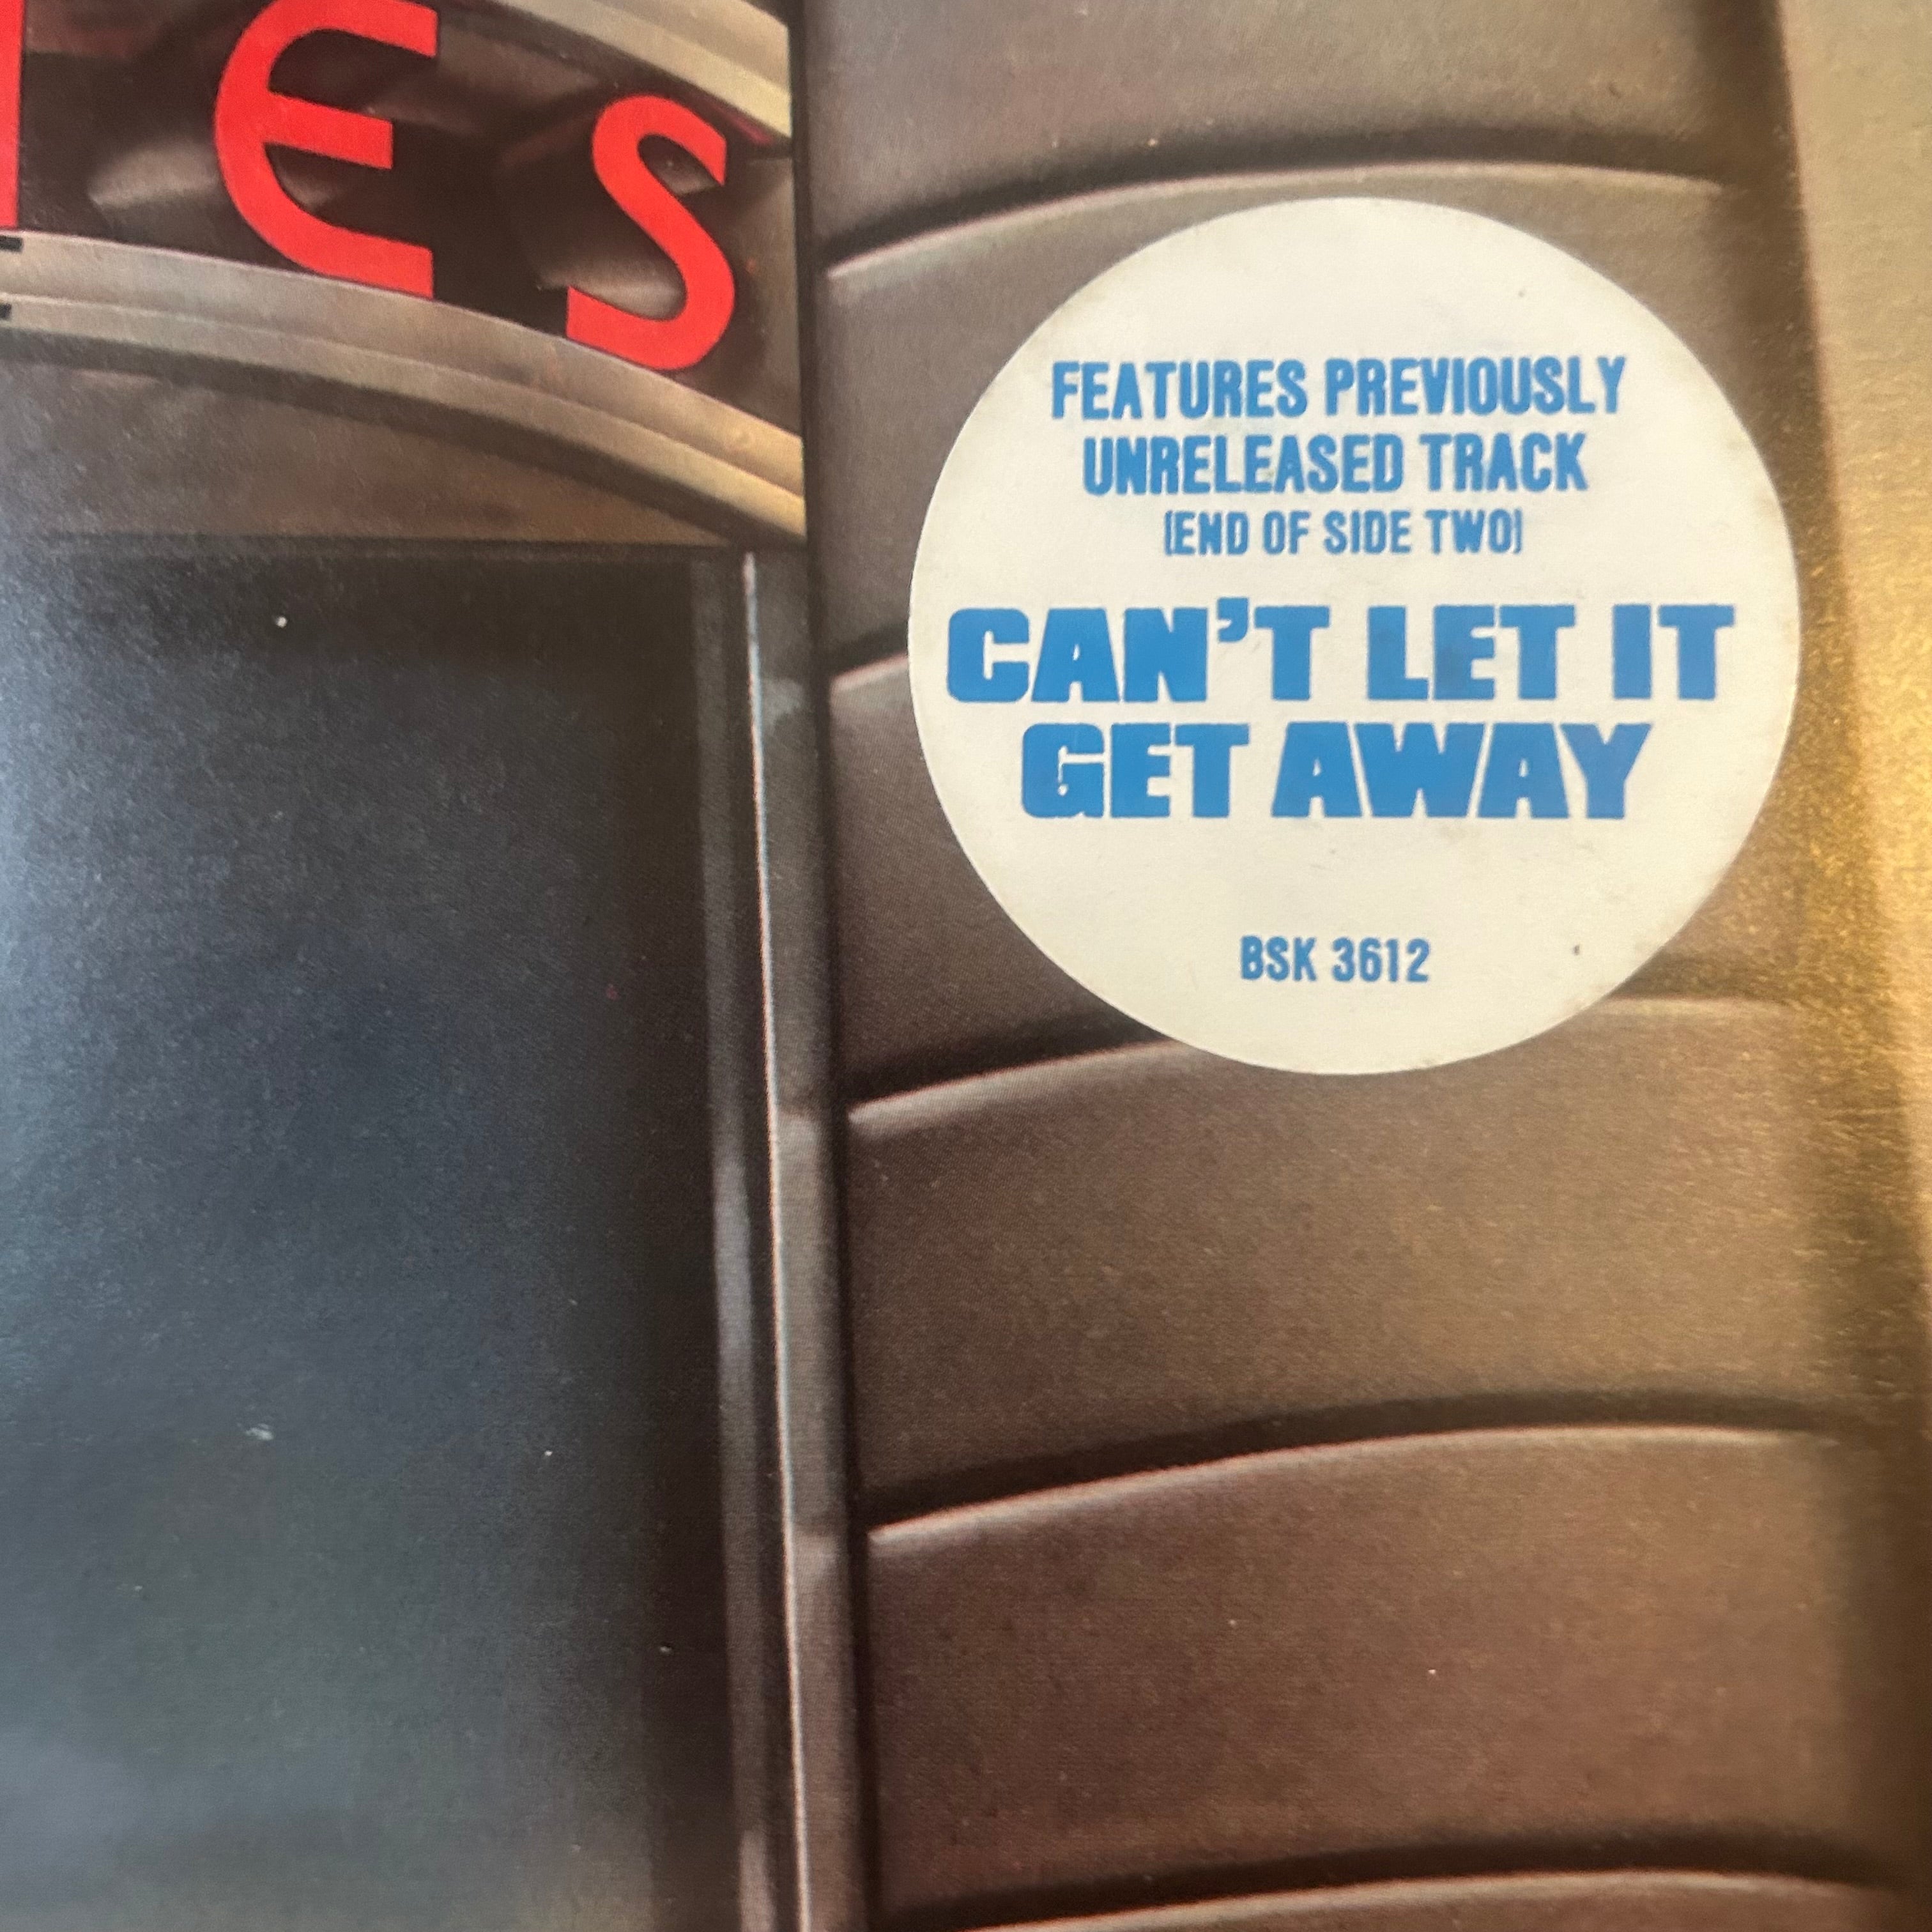 ES
FEATURES PREVIOUSLY
UNRELEASED TRACK
(END OF SIDE TWO)
CAN'T LET IT
GET AWAY
BSK 3612